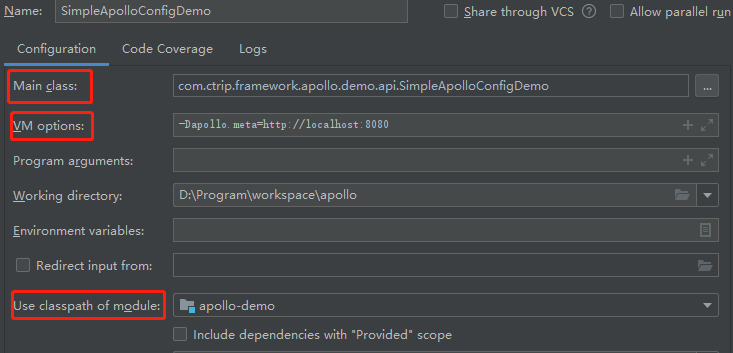 Name: SimpleApolloConfigDemo Share through VCS ? Allow parallel run
Configuration Code Coverage Logs
Main class: com.ctrip.framework.apollo.demo.api.SimpleApolloConfigDemo ...
VM options: -Dapollo.meta=http://localhost:8080
Program arguments:
Working directory: D:\Program\workspace\apollo
Environment variables:
Redirect input from:
Use classpath of module: apollo-demo
Include dependencies with "Provided" scope